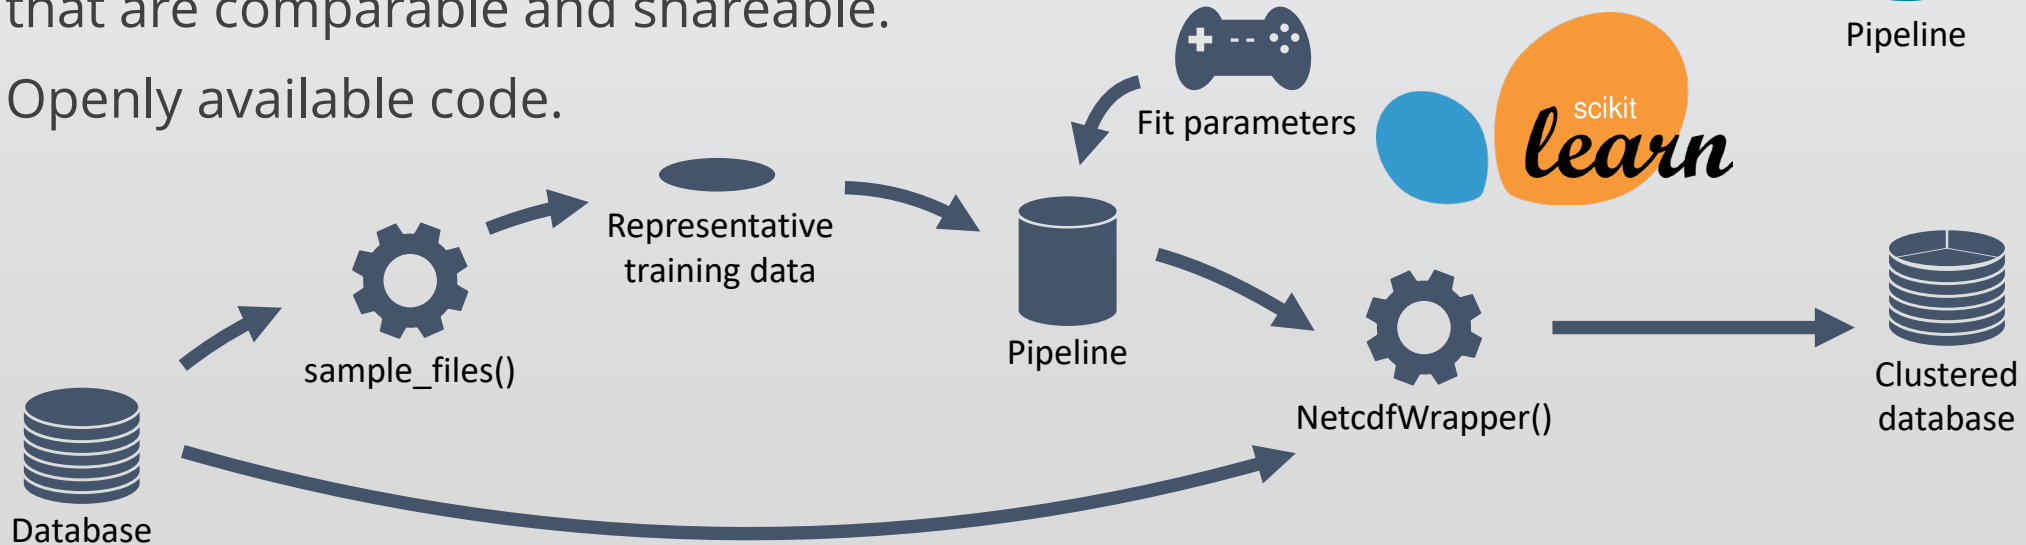 that are comparable and shareable.
Openly available code.
Pipeline
Fit parameters
scikit
learn
Representative
training data
sample_files()
Pipeline
NetcdfWrapper()
Clustered
database
Database